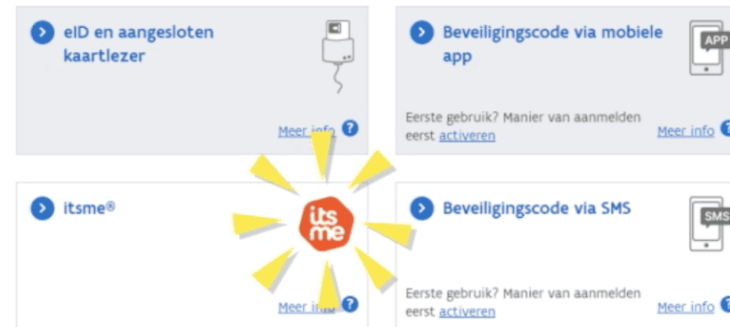 eID en aangesloten
kaartlezer
Meer info
?
Beveiligingscode via mobiele
app
APP
Eerste gebruik? Manier van aanmelden
eerst activeren
Meer info
?
itsme®
its
me
Meer info
?
Beveiligingscode via SMS
SMS
Eerste gebruik? Manier van aanmelden
eerst activeren
Meer info
?